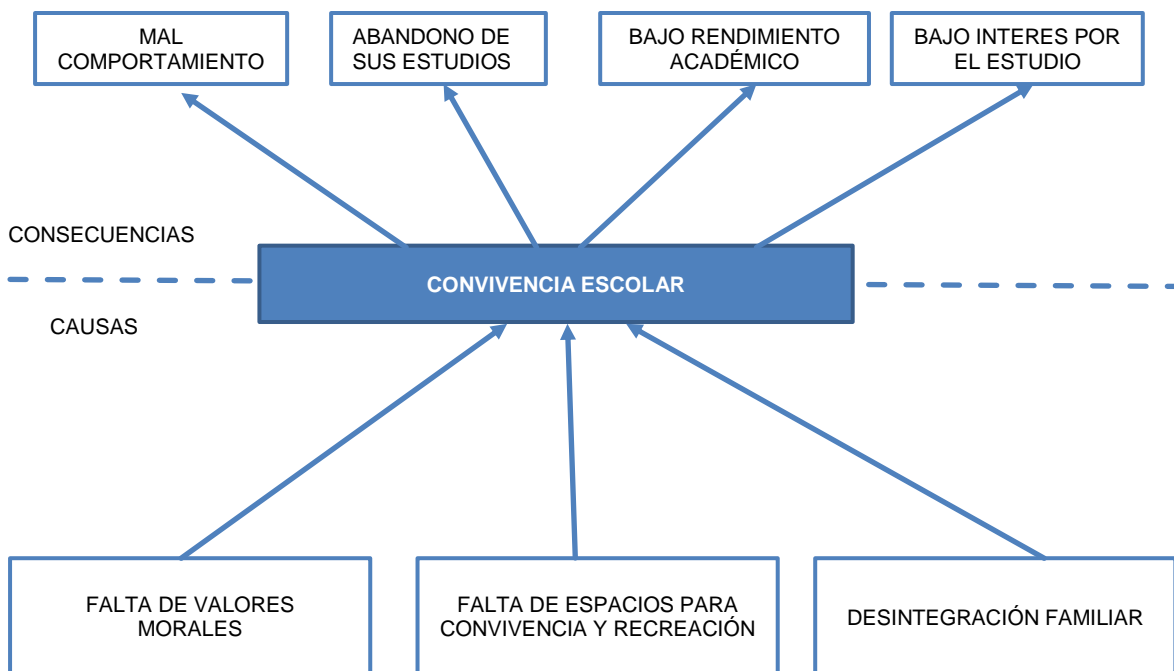 MAL
COMPORTAMIENTO
ABANDONO DE
SUS ESTUDIOS
BAJO RENDIMIENTO
ACADÉMICO
BAJO INTERES POR
EL ESTUDIO
CONSECUENCIAS
CONVIVENCIA ESCOLAR
CAUSAS
FALTA DE VALORES
MORALES
FALTA DE ESPACIOS PARA
CONVIVENCIA Y RECREACIÓN
DESINTEGRACIÓN FAMILIAR